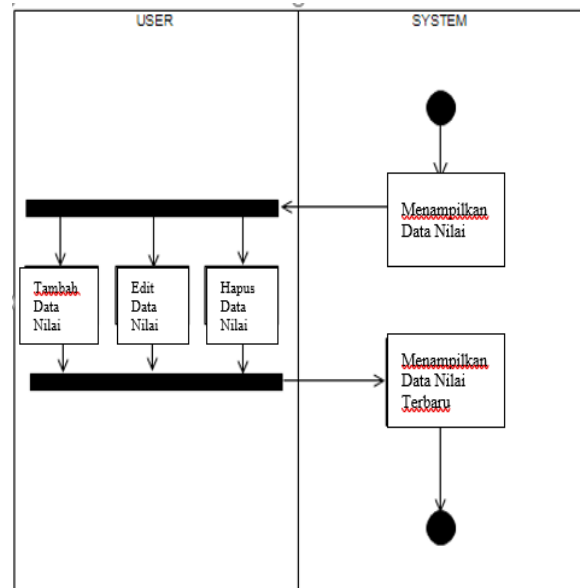 USER
SYSTEM
Menampilkan
Data Nilai
Tambah
Data
Nilai
Edit
Data
Nilai
Hapus
Data
Nilai
Menampilkan
Data Nilai
Terbaru